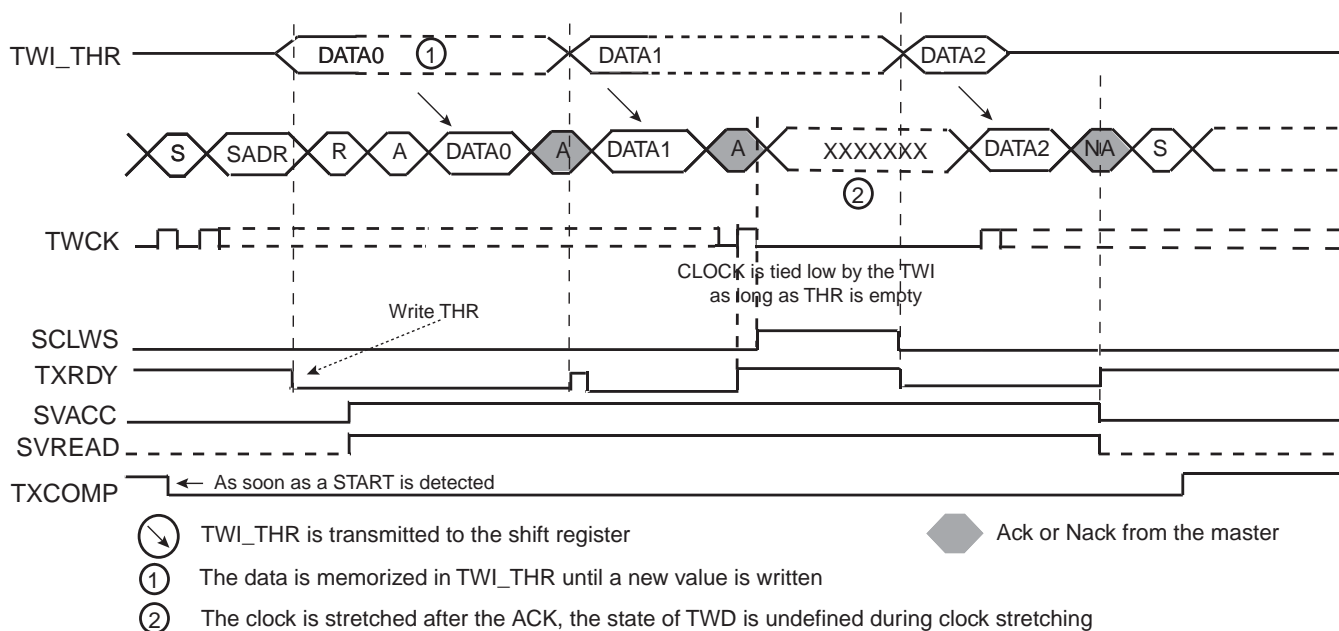 TWI_THR DATA0 1 DATA1 DATA2
S SADR R A DATA0 A DATA1 A XXXXXXX DATA2 NA S
2
TWCK
CLOCK is tied low by the TWI
as long as THR is empty
Write THR
SCLWS
TXRDY
SVACC
SVREAD
TXCOMP As soon as a START is detected
TWI_THR is transmitted to the shift register Ack or Nack from the master
1 The data is memorized in TWI_THR until a new value is written
2 The clock is stretched after the ACK, the state of TWD is undefined during clock stretching